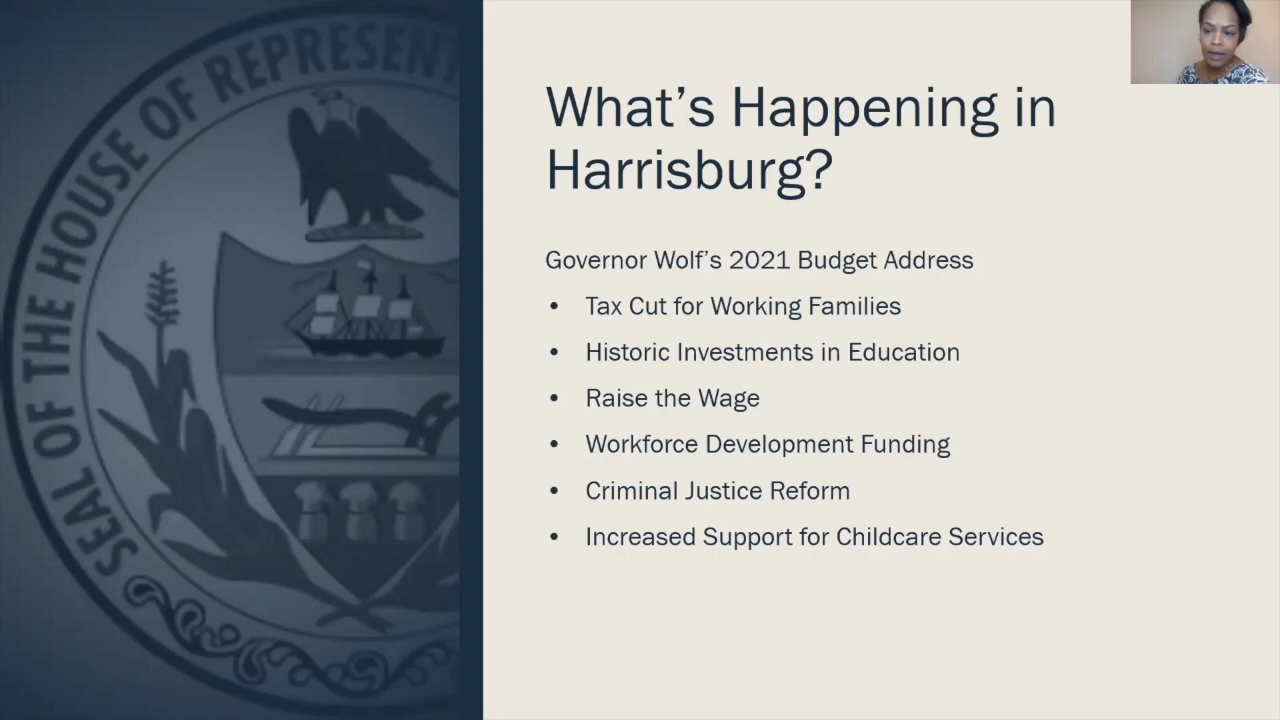 SEAL OF THE HOUSE OF REPRESENT
What’s Happening in
Harrisburg?
Governor Wolf’s 2021 Budget Address
• Tax Cut for Working Families
• Historic Investments in Education
• Raise the Wage
• Workforce Development Funding
• Criminal Justice Reform
• Increased Support for Childcare Services